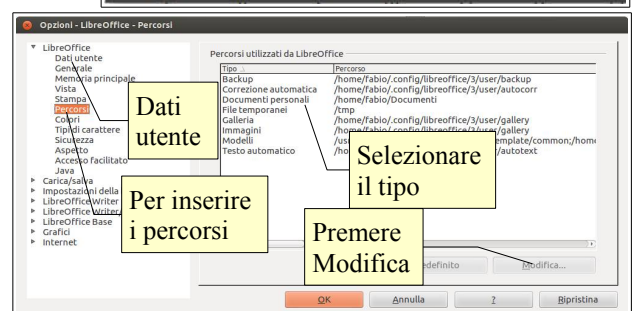 Opzioni - LibreOffice - Percorsi
LibreOffice
Dati utente
Generale
Memoria principale
Vista
Stampa
Percorsi
Colori
Tipi di carattere
Sicurezza
Aspetto
Accesso facilitato
Java
Carica/salva
Impostazioni della
LibreOffice Writer
LibreOffice Writer/
LibreOffice Base
Grafici
Internet
Percorsi utilizzati da LibreOffice
Tipo Percorso
Backup /home/fabio/.config/libreoffice/3/user/backup
Correzione automatica /home/fabio/.config/libreoffice/3/user/autocorr
Documenti personali /home/fabio/Documenti
File temporanei /tmp
Galleria /home/fabio/.config/libreoffice/3/user/gallery
Immagini /home/fabio/.config/libreoffice/3/user/gallery
Modelli emplate/common;/home
Testo automatico user/autotext
Dati
utente
Selezionare
il tipo
Per inserire
i percorsi
Premere
Modifica
edefinito
Modifica...
OK Annulla ? Ripristina